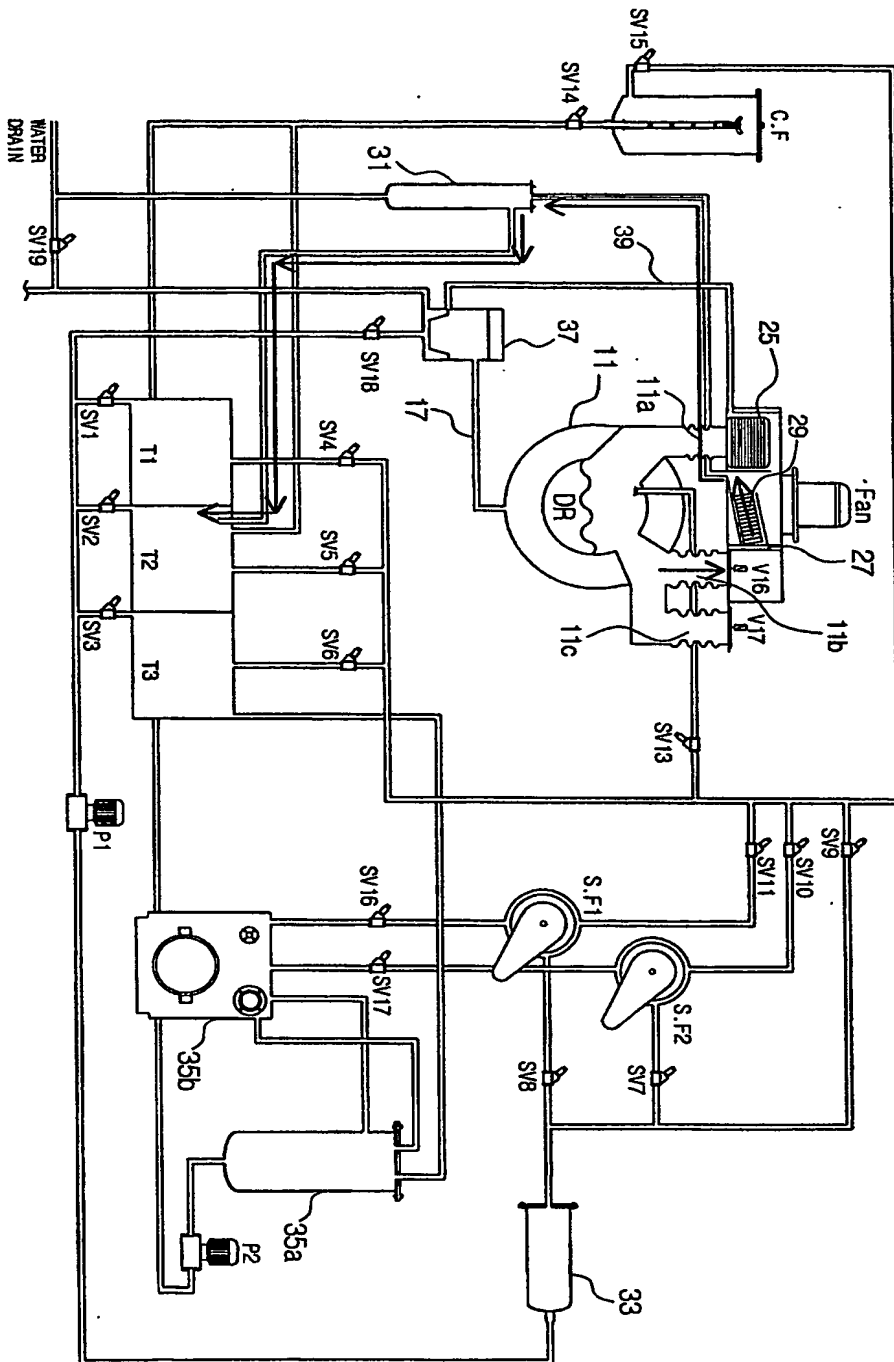 SV15
SV14
C.F
WATER
DRAIN
SV19
31
39
25
29
Fan
27
11
11a
37
SV18
17
DR
V16
V17
11b
11c
SV1
T1
SV4
SV2
T2
SV5
SV3
T3
SV6
SV13
P1
SV9
SV10
SV11
S.F1
SV16
SV17
S.F2
35b
SV8
SV7
35a
P2
33